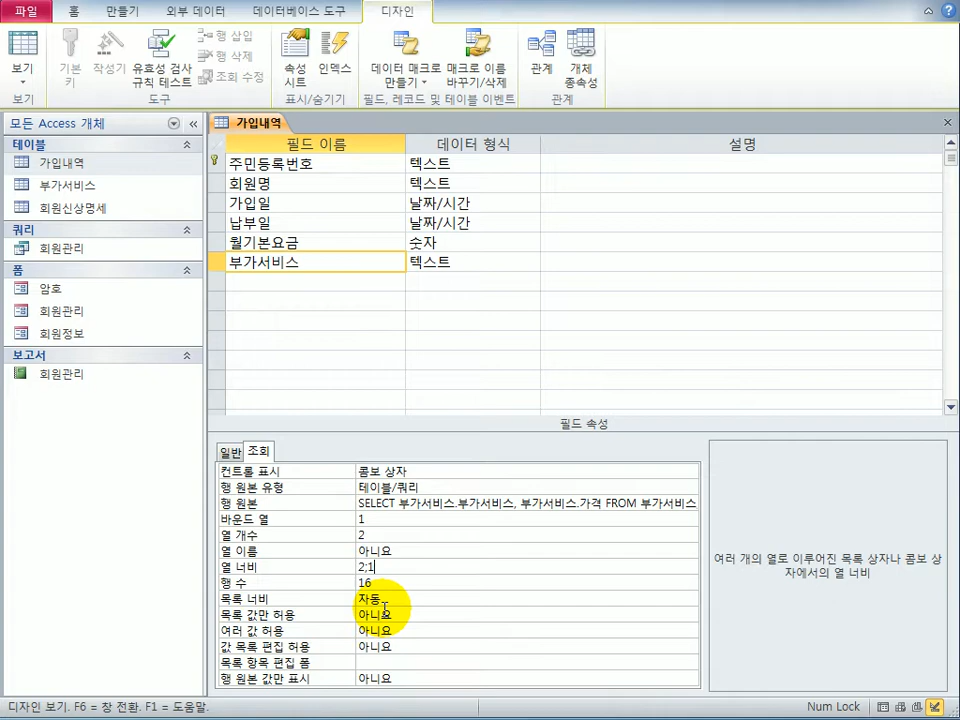 파일 홈 만들기 외부 데이터 데이터베이스 도구 디자인
보기
기본
키
작성기
유효성 검사
규칙 테스트
행 삽입
행 삭제
조회 수정
속성
시트
인덱스
데이터 매크로
만들기
매크로 이름
바꾸기/삭제
관계
개체
종속성
보기 도구 표시/숨기기 필드, 레코드 및 테이블 이벤트 관계
모든 Access 개체
테이블
가입내역
부가서비스
회원신상명세
쿼리
회원관리
폼
암호
회원관리
회원정보
보고서
회원관리
가입내역
필드 이름 데이터 형식 설명
주민등록번호 텍스트
회원명 텍스트
가입일 날짜/시간
납부일 날짜/시간
월기본요금 숫자
부가서비스 텍스트
필드 속성
일반 조회
컨트롤 표시 콤보 상자
행 원본 유형 테이블/쿼리
행 원본 SELECT 부가서비스.부가서비스, 부가서비스.가격 FROM 부가서비스
바운드 열 1
열 개수 2
열 이름 아니요
열 너비 2;1
행 수 16
목록 너비 자동
목록 값만 허용 아니요
여러 값 허용 아니요
값 목록 편집 허용 아니요
목록 항목 편집 폼
행 원본 값만 표시 아니요
여러 개의 열로 이루어진 목록 상자나 콤보 상
자에서의 열 너비
디자인 보기. F6 = 창 전환. F1 = 도움말. Num Lock